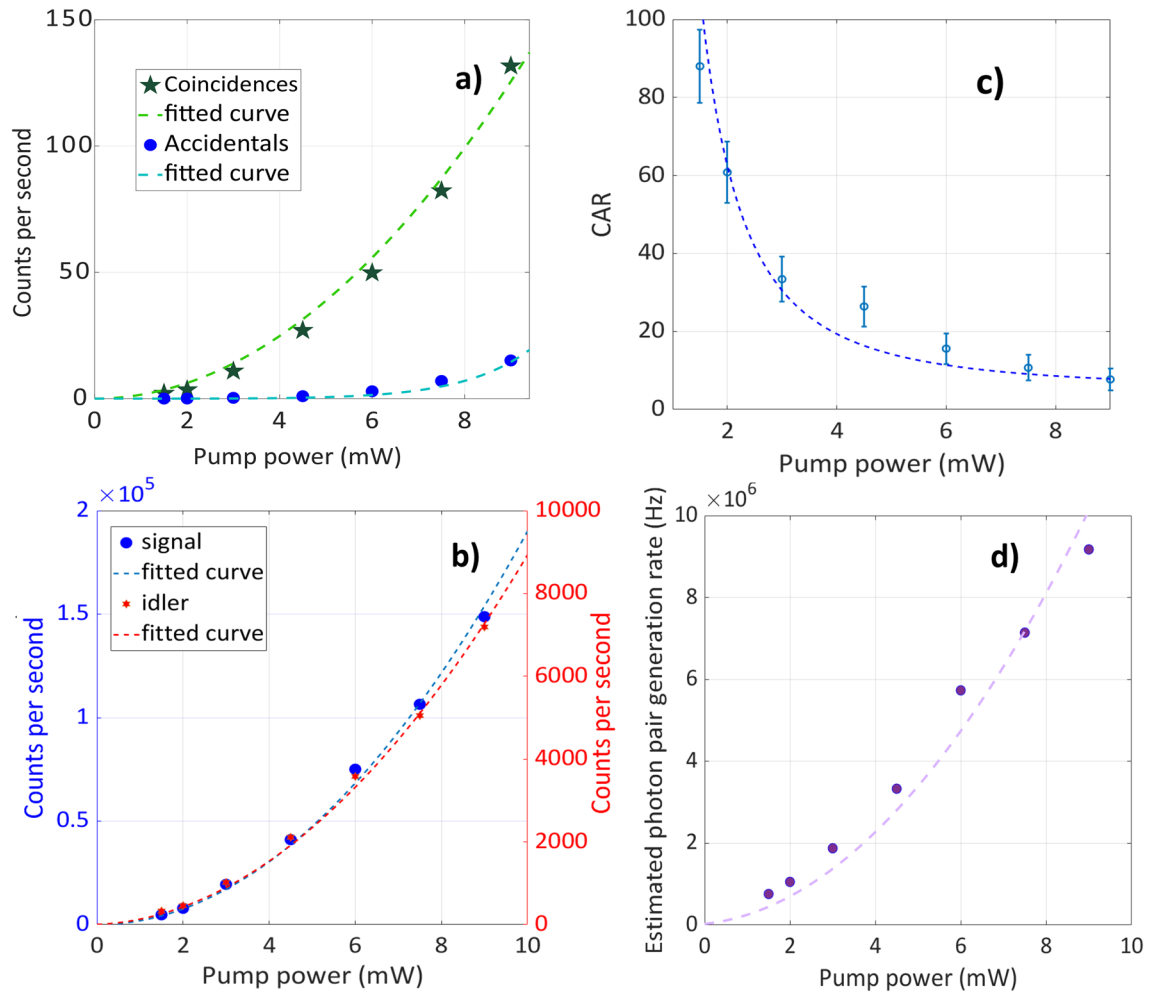 a)
Counts per second
150
100
50
0
Coincidences
fitted curve
Accidentals
fitted curve
0 2 4 6 8
Pump power (mW)
c)
CAR
100
80
60
40
20
0
2 4 6 8
Pump power (mW)
b)
×10⁵
Counts per second
2
1.5
1
0.5
0
signal
fitted curve
idler
fitted curve
10000
8000
6000
4000
2000
0
Counts per second
0 2 4 6 8 10
Pump power (mW)
d)
×10⁶
Estimated photon pair generation rate (Hz)
10
8
6
4
2
0
0 2 4 6 8 10
Pump power (mW)